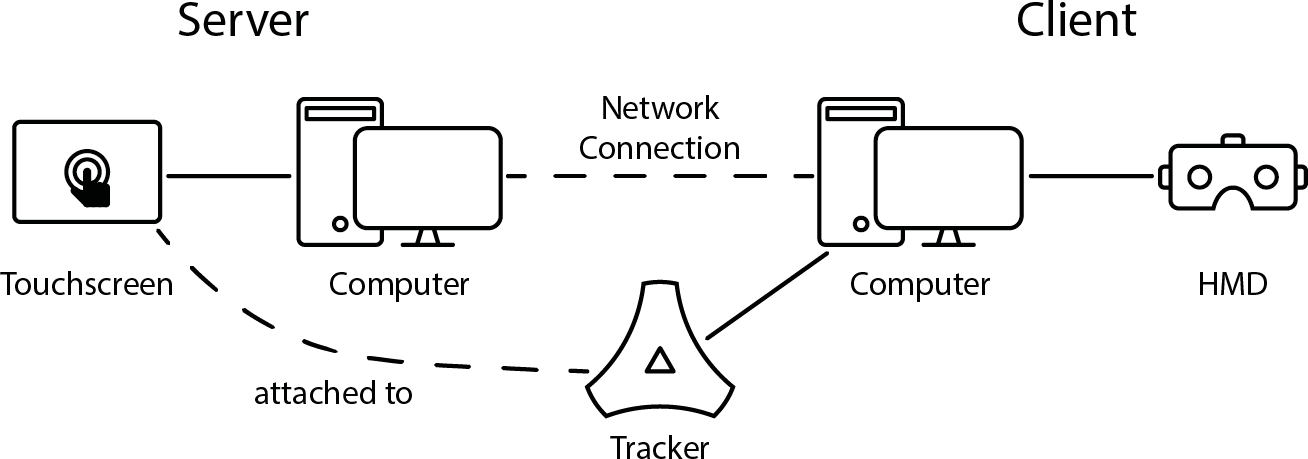 Server
Client
Network
Connection
Touchscreen
Computer
Computer
HMD
attached to
Tracker